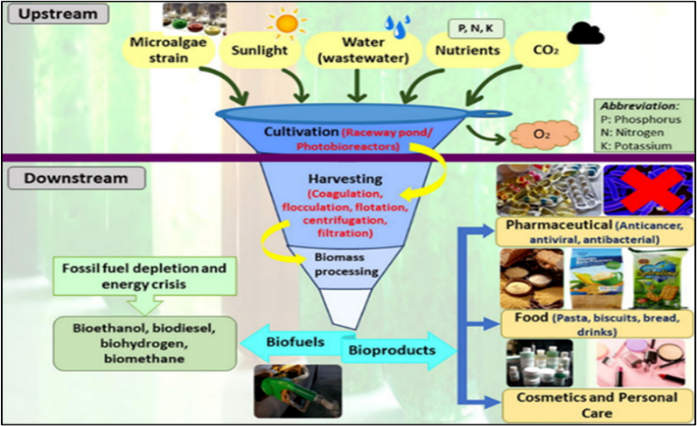 Upstream
P, N, K
Microalgae
strain
Sunlight
Water
(wastewater)
Nutrients
CO₂
Abbreviation:
P: Phosphorus
N: Nitrogen
K: Potassium
Cultivation (Raceway pond/
Photobioreactors)
O₂
Downstream
Harvesting
(Coagulation,
flocculation, flotation,
centrifugation,
filtration)
Biomass
processing
Pharmaceutical (Anticancer,
antiviral, antibacterial)
Fossil fuel depletion and
energy crisis
Bioethanol, biodiesel,
biohydrogen,
biomethane
Biofuels
Bioproducts
Food (Pasta, biscuits, bread,
drinks)
Cosmetics and Personal
Care